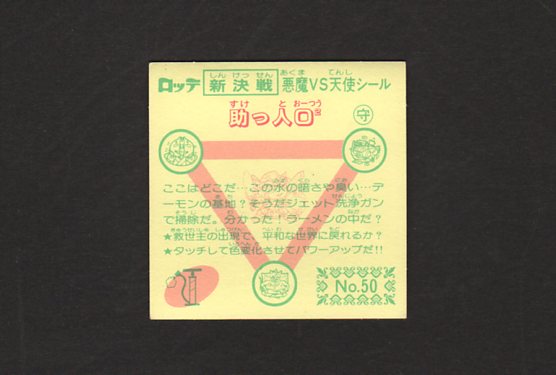 ロッテ 新決戦 悪魔VS天使シール
助っ人口 守
ここはどこだ…この水の暗さや臭い…デ
ーモンの基地？そうだジェット洗浄ガン
で掃除だ。分かった！ラーメンの中だ？
★救世主の出現で、平和な世界に戻れるか？
★タッチして色変化させてパワーアップだ!!
No.50